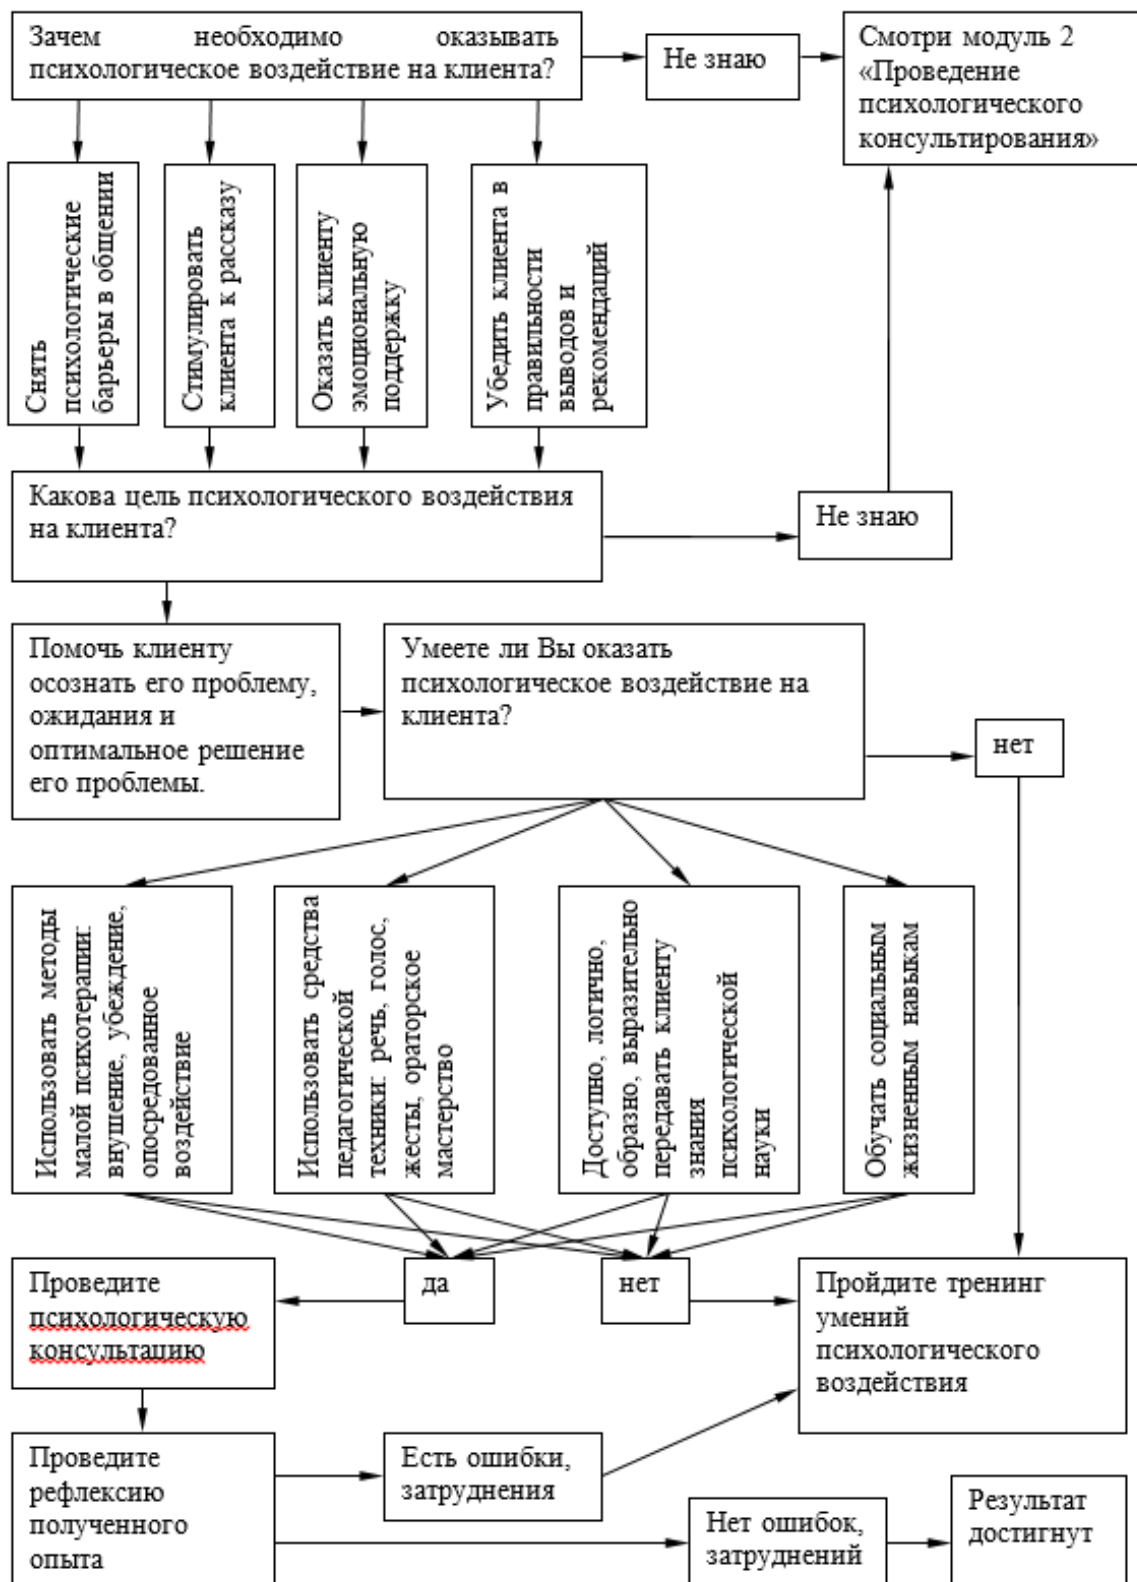 Зачем необходимо оказывать
психологическое воздействие на клиента?
Не знаю
Смотри модуль 2
«Проведение
психологического
консультирования»
Снять
психологические
барьеры в общении
Стимулировать
клиента к рассказу
Оказать клиенту
эмоциональную
поддержку
Убедить клиента в
правильности
выводов и
рекомендаций
Какова цель психологического воздействия
на клиента?
Не знаю
Помочь клиенту
осознать его проблему,
ожидания и
оптимальное решение
его проблемы.
Умеете ли Вы оказать
психологическое воздействие на
клиента?
нет
Использовать методы
малой психотерапии:
внушение, убеждение,
опосредованное
воздействие
Использовать средства
педагогической
техники: речь, голос,
жесты, ораторское
мастерство
Доступно, логично,
образно, выразительно
передавать клиенту
знания
психологической
науки
Обучать социальным
жизненным навыкам
да
нет
Проведите
психологическую
консультацию
Пройдите тренинг
умений
психологического
воздействия
Проведите
рефлексию
полученного
опыта
Есть ошибки,
затруднения
Нет ошибок,
затруднений
Результат
достигнут